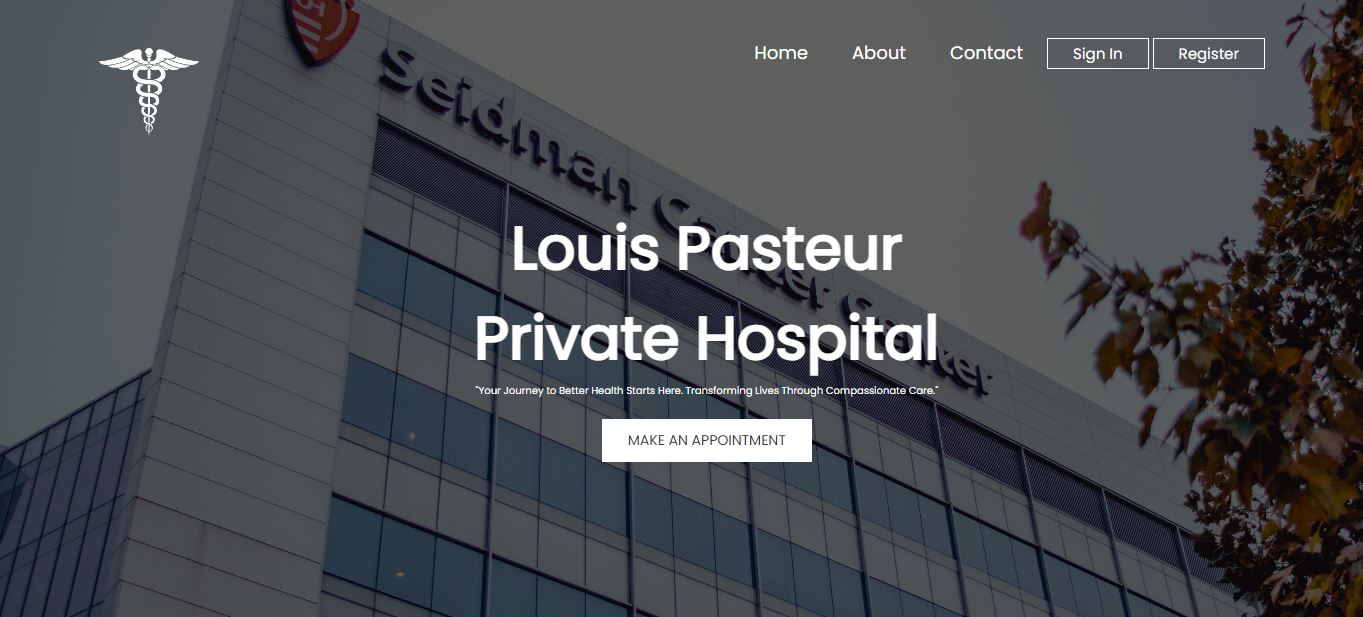 Home About Contact Sign In Register
Seidman Cancer Center
Louis Pasteur
Private Hospital
"Your Journey to Better Health Starts Here. Transforming Lives Through Compassionate Care."
MAKE AN APPOINTMENT